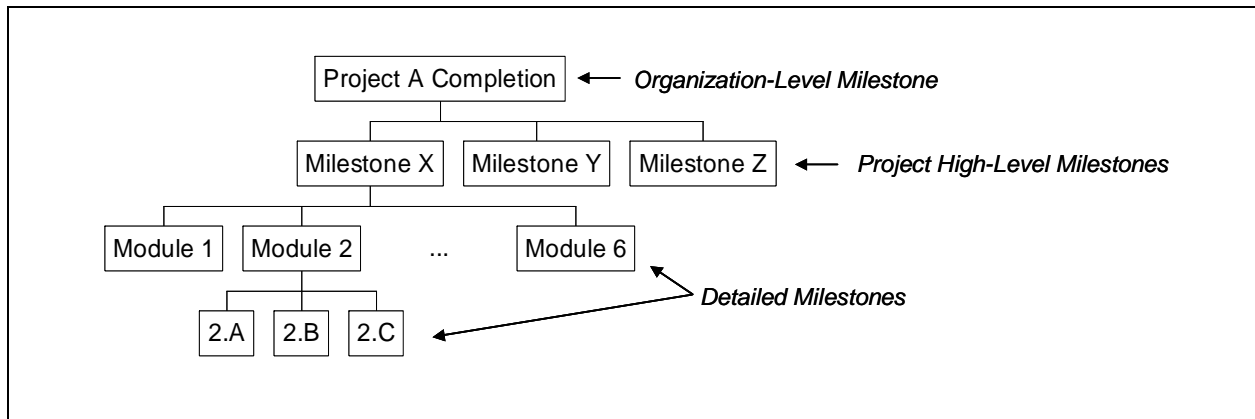 Project A Completion
Organization-Level Milestone
Milestone X
Milestone Y
Milestone Z
Project High-Level Milestones
Module 1
Module 2
...
Module 6
Detailed Milestones
2.A
2.B
2.C